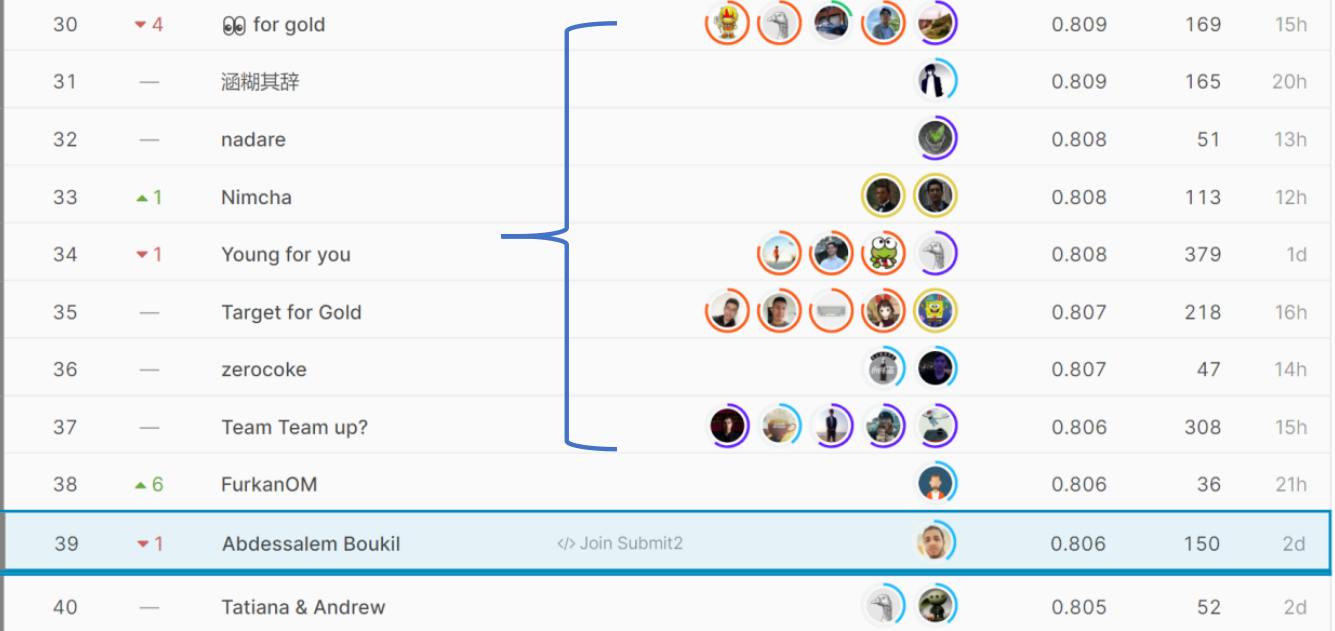 30 4 👀 for gold 0.809 169 15h
31 — 涵糊其辞 0.809 165 20h
32 — nadare 0.808 51 13h
33 1 Nimcha 0.808 113 12h
34 1 Young for you 0.808 379 1d
35 — Target for Gold 0.807 218 16h
36 — zerocoke 0.807 47 14h
37 — Team Team up? 0.806 308 15h
38 6 FurkanOM 0.806 36 21h
39 1 Abdessalem Boukil </> Join Submit2 0.806 150 2d
40 — Tatiana & Andrew 0.805 52 2d